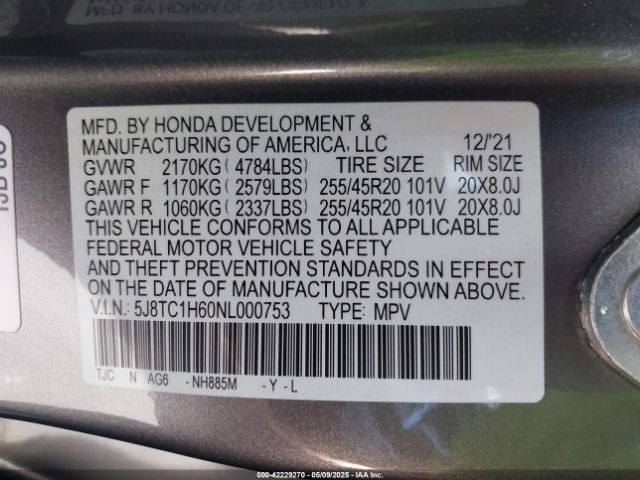 MFD. BY HONDA DEVELOPMENT &
MANUFACTURING OF AMERICA, LLC 12/'21
GVWR 2170KG ( 4784LBS) TIRE SIZE RIM SIZE
GAWR F 1170KG ( 2579LBS) 255/45R20 101V 20X8.0J
GAWR R 1060KG ( 2337LBS) 255/45R20 101V 20X8.0J
THIS VEHICLE CONFORMS TO ALL APPLICABLE
FEDERAL MOTOR VEHICLE SAFETY
AND THEFT PREVENTION STANDARDS IN EFFECT
ON THE DATE OF MANUFACTURE SHOWN ABOVE.
V.I.N.: 5J8TC1H60NL000753 TYPE: MPV
TJC N AG6 - NH885M - Y - L
000-42229270 | 05/09/2025 - IAAI.com